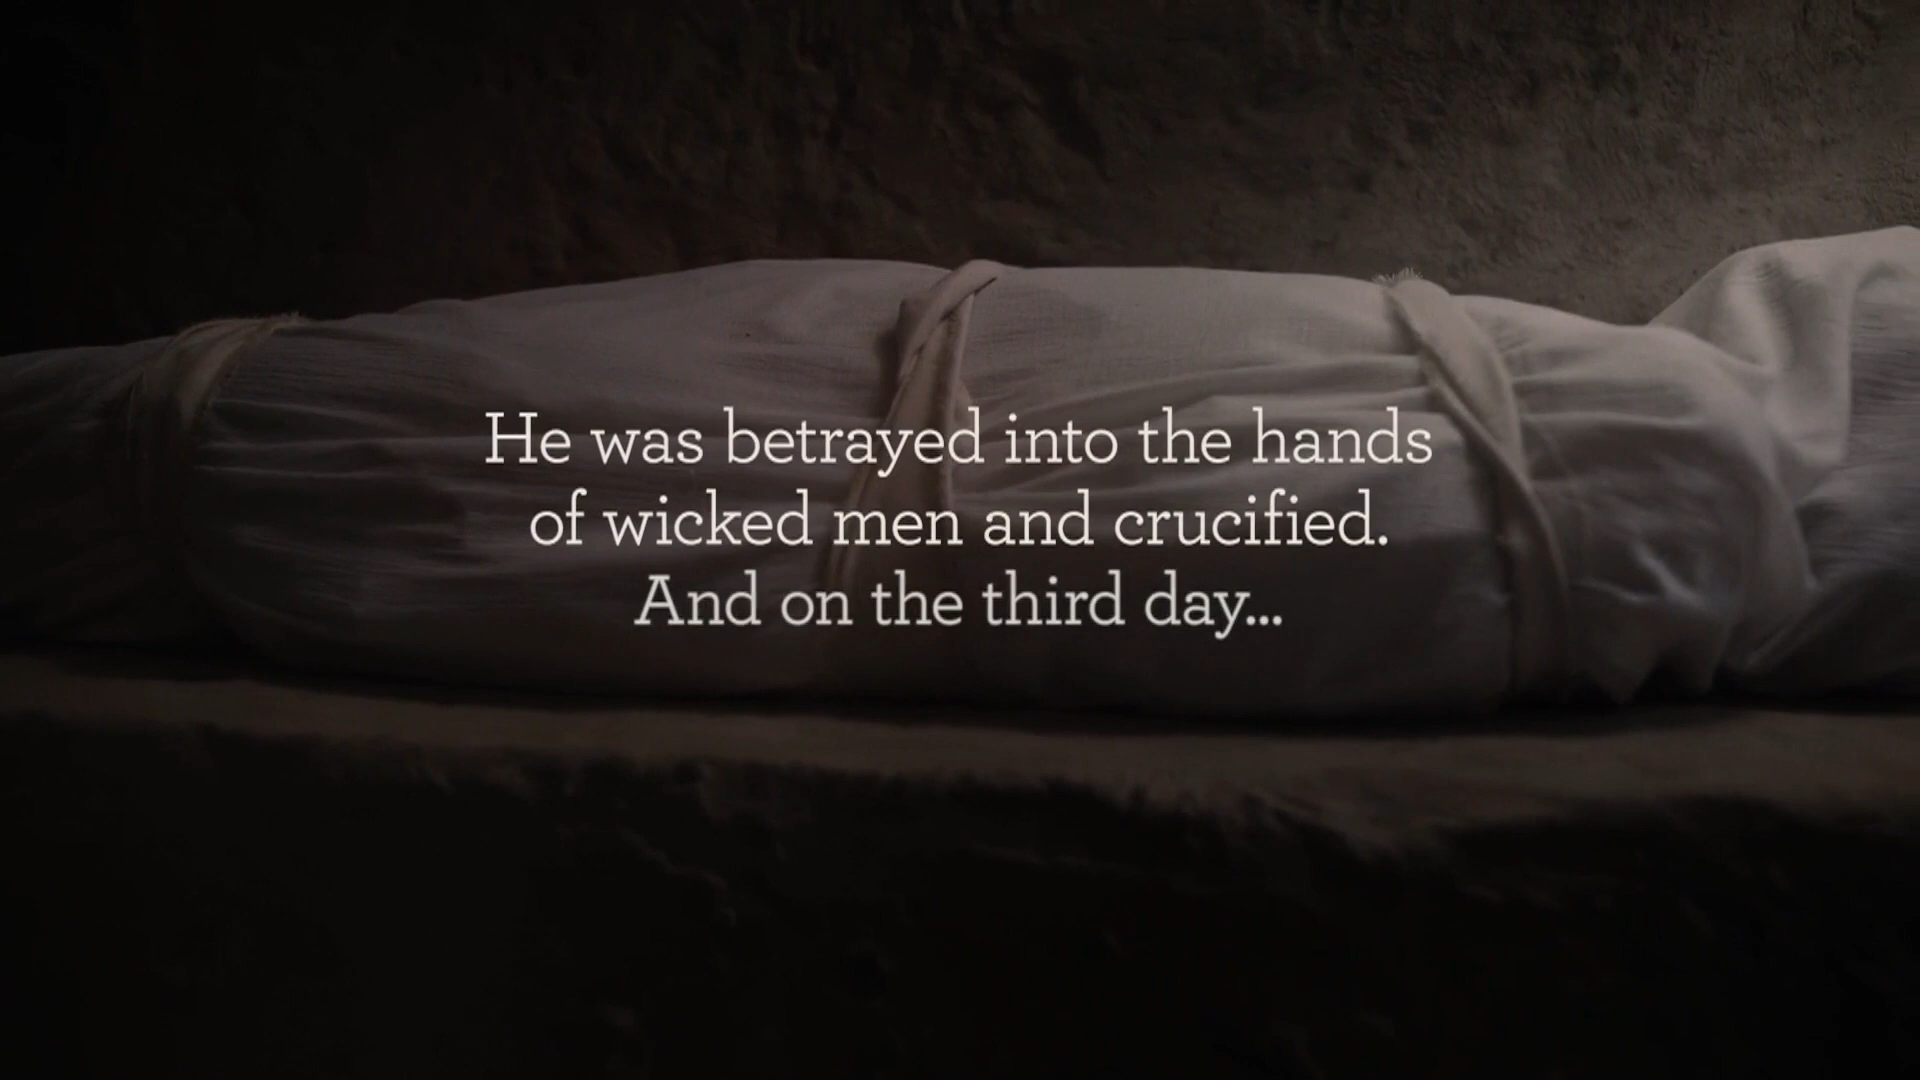 He was betrayed into the hands
of wicked men and crucified.
And on the third day...